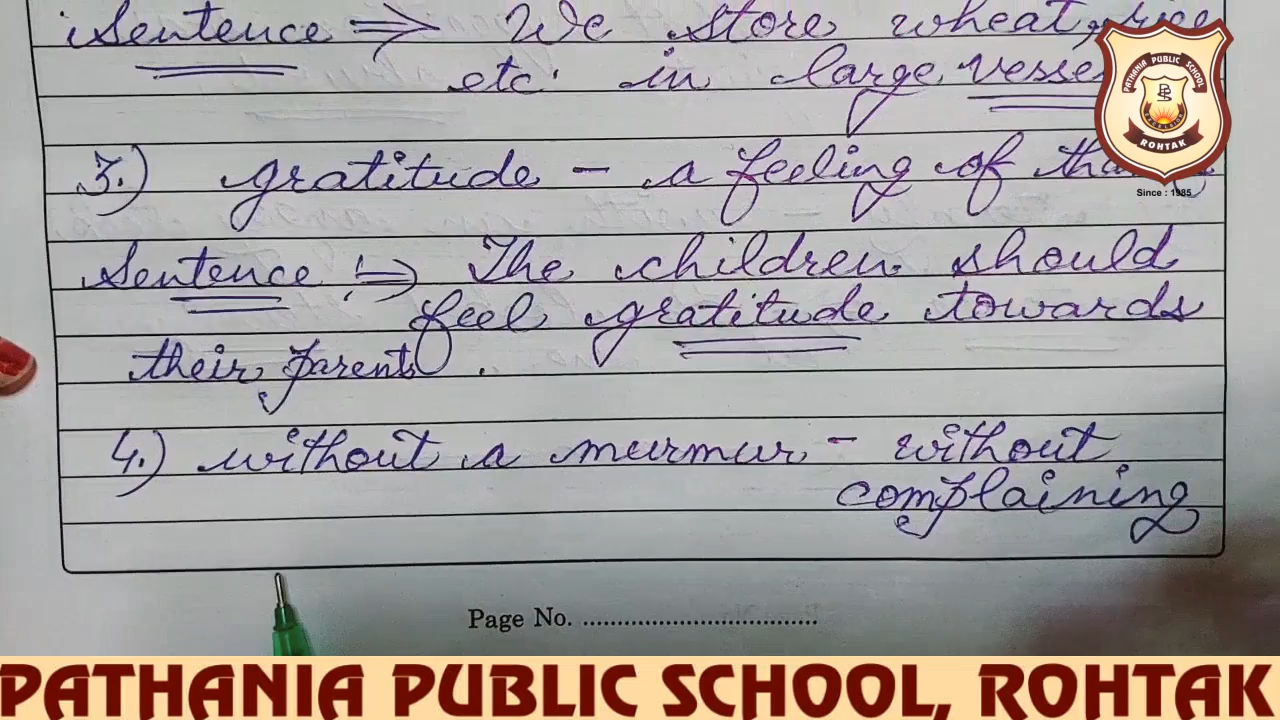 Sentence ⇒ We store wheat, rice
etc. in large vesse
3.) gratitude - a feeling of
Sentence :⇒ The children should
feel gratitude towards
their parents.
4.) without a murmur - without
complaining
Page No. ..................................
PATHANIA PUBLIC SCHOOL
ROHTAK
Since : 1985
PATHANIA PUBLIC SCHOOL, ROHTAK